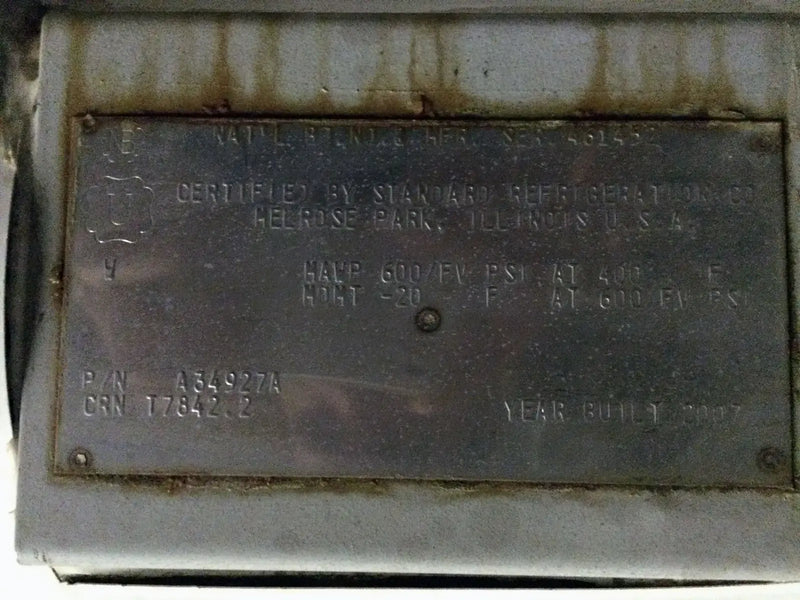 NAT'L. BD. NO. & MFR. SER. 461452
U
CERTIFIED BY STANDARD REFRIGERATION CO
MELROSE PARK, ILLINOIS U.S.A.
W MAWP 600/FV PSI AT 400 F
MDMT -20 F AT 600/FV PSI
P/N A34927A
CRN T7842.2
YEAR BUILT 2007